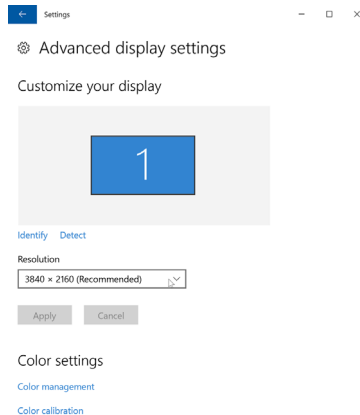 Settings
Advanced display settings
Customize your display
1
Identify Detect
Resolution
3840 × 2160 (Recommended)
Apply Cancel
Color settings
Color management
Color calibration